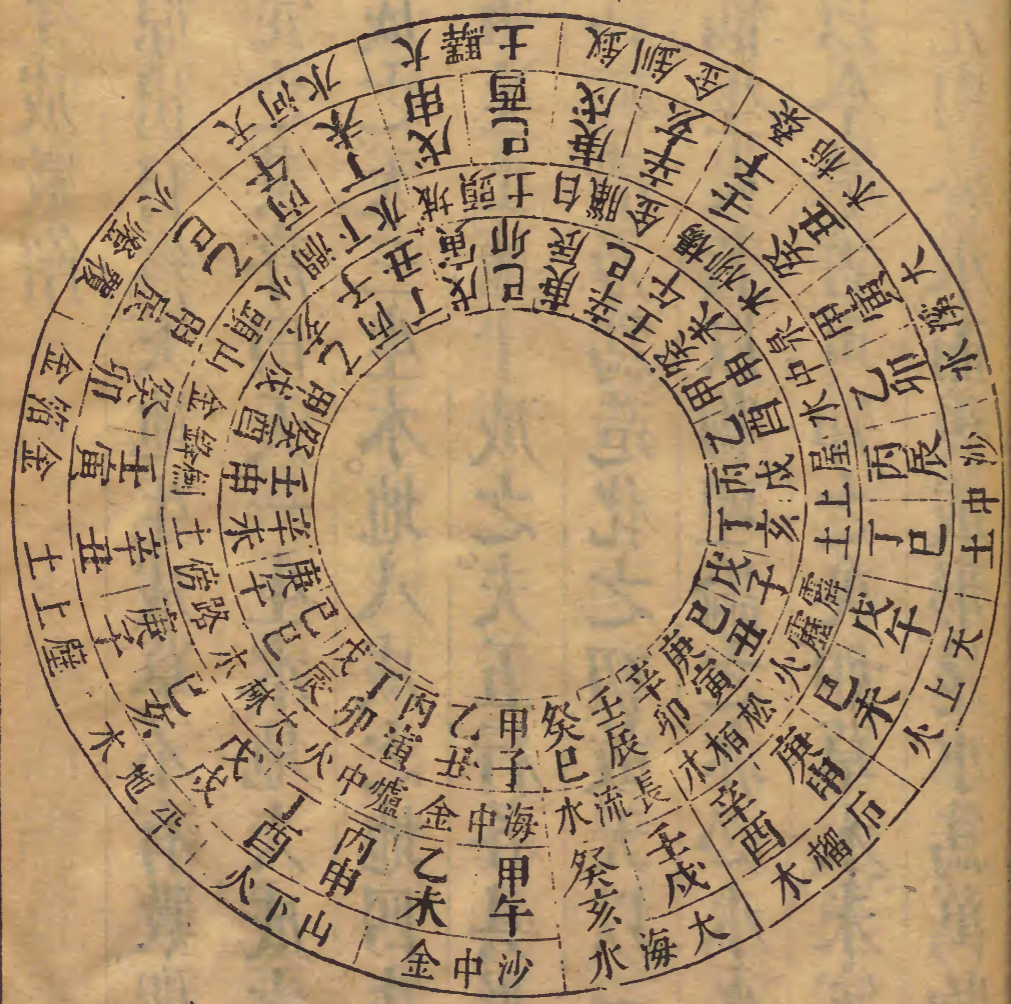 甲子 乙丑 丙寅 丁卯 戊辰 己巳 庚午 辛未 壬申 癸酉 甲戌 乙亥 丙子 丁丑 戊寅 己卯 庚辰 辛巳 壬午 癸未 甲申 乙酉 丙戌 丁亥 戊子 己丑 庚寅 辛卯 壬辰 癸巳
海中金 爐中火 大林木 路傍土 劍鋒金 山頭火 澗下水 城頭土 白臘金 楊柳木 泉中水 屋上土 霹靂火 松栢木 長流水
甲午 乙未 丙申 丁酉 戊戌 己亥 庚子 辛丑 壬寅 癸卯 甲辰 乙巳 丙午 丁未 戊申 己酉 庚戌 辛亥 壬子 癸丑 甲寅 乙卯 丙辰 丁巳 戊午 己未 庚申 辛酉 壬戌 癸亥
沙中金 山下火 平地木 壁上土 金箔金 覆燈火 天河水 大驛土 釵釧金 桑柘木 大溪水 沙中土 天上火 石榴木 大海水